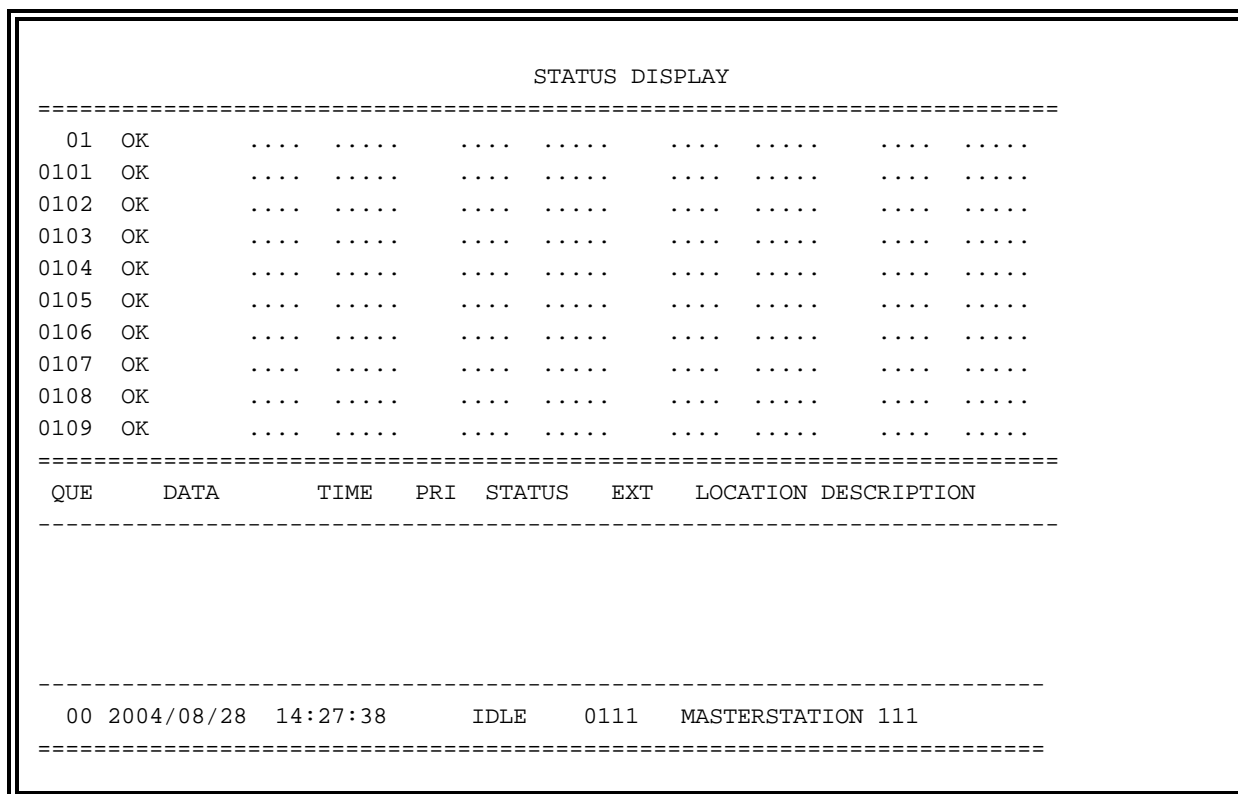 STATUS DISPLAY
=========================================================================
01 OK .... ..... .... ..... .... ..... .... .....
0101 OK .... ..... .... ..... .... ..... .... .....
0102 OK .... ..... .... ..... .... ..... .... .....
0103 OK .... ..... .... ..... .... ..... .... .....
0104 OK .... ..... .... ..... .... ..... .... .....
0105 OK .... ..... .... ..... .... ..... .... .....
0106 OK .... ..... .... ..... .... ..... .... .....
0107 OK .... ..... .... ..... .... ..... .... .....
0108 OK .... ..... .... ..... .... ..... .... .....
0109 OK .... ..... .... ..... .... ..... .... .....
=========================================================================
QUE DATA TIME PRI STATUS EXT LOCATION DESCRIPTION
-------------------------------------------------------------------------
------------------------------------------------------------------------
00 2004/08/28 14:27:38 IDLE 0111 MASTERSTATION 111
========================================================================